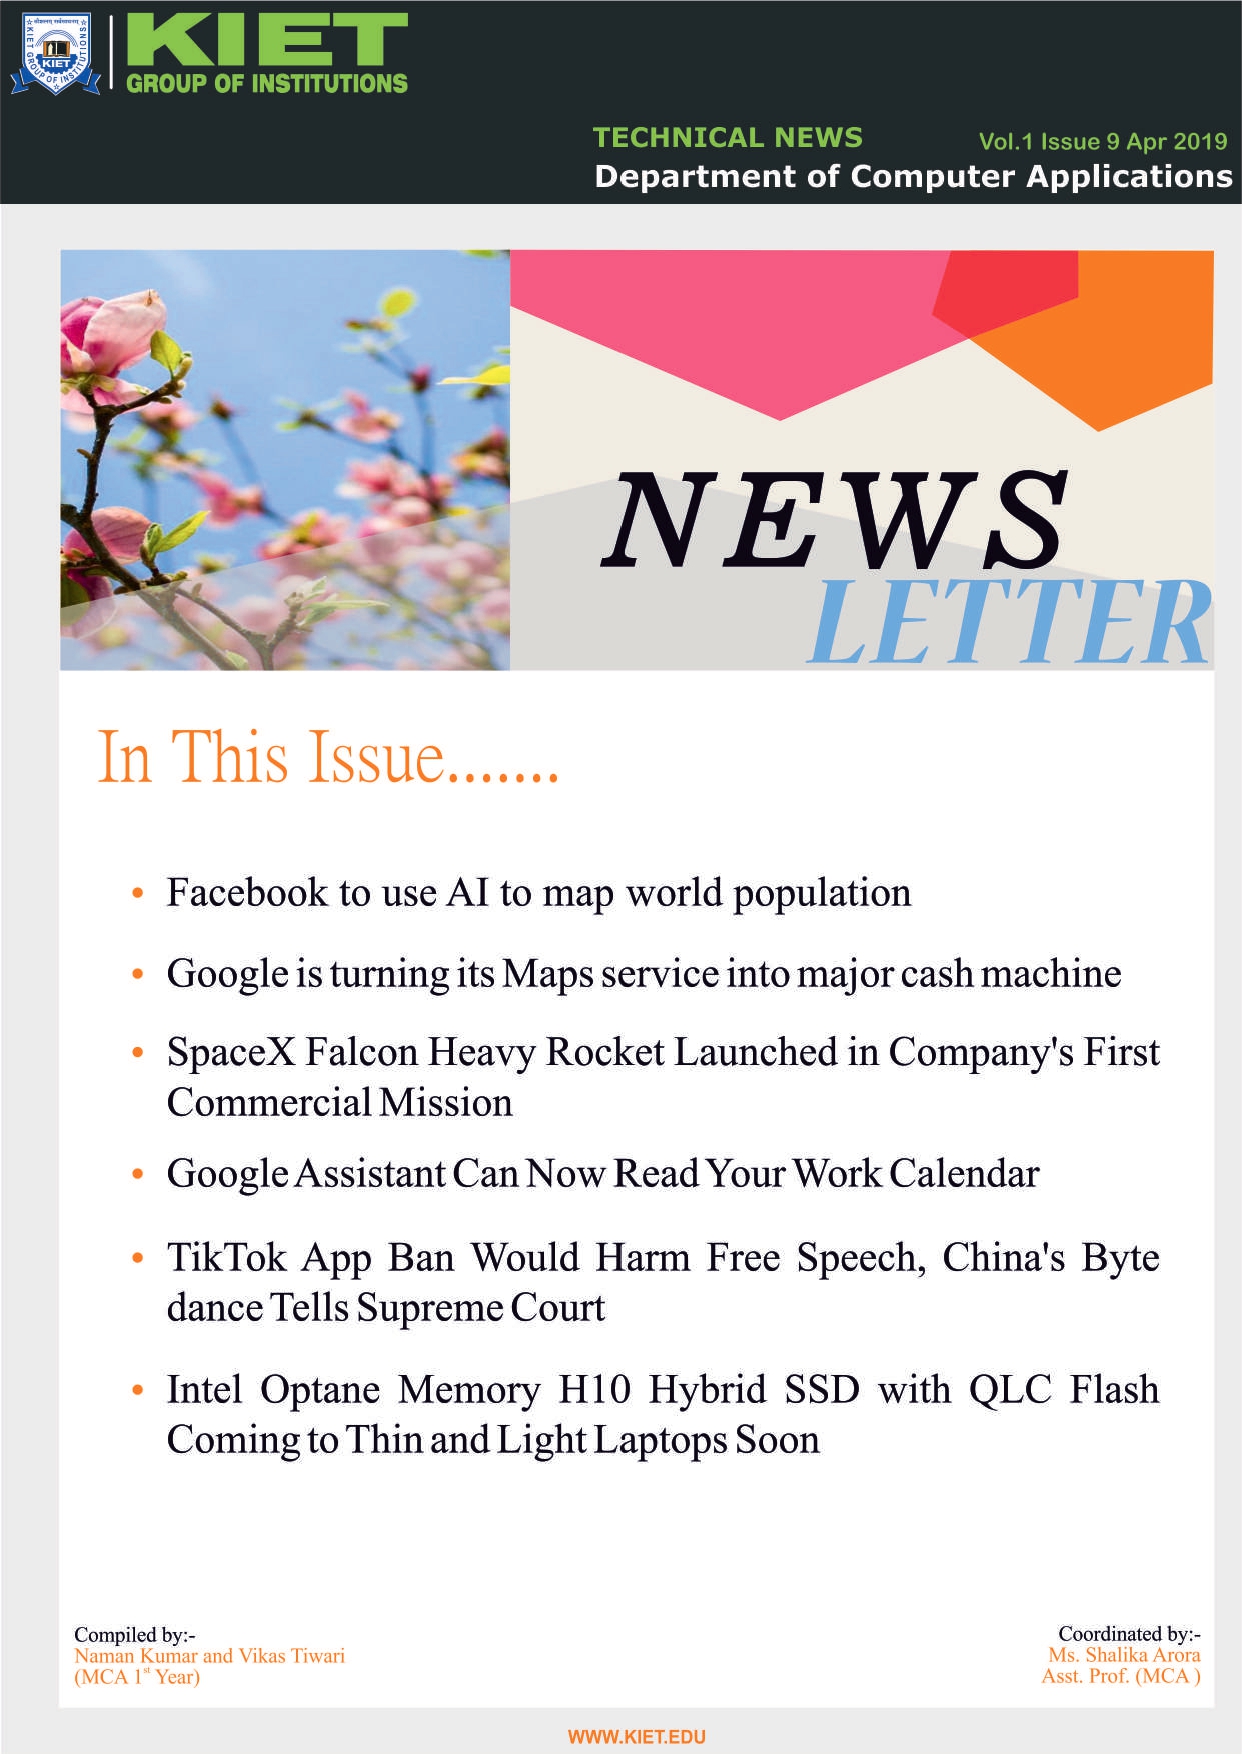 श्रीकलनम् सर्वसाधनम्
KIET GROUP OF INSTITUTIONS
KIET
KIET
GROUP OF INSTITUTIONS
TECHNICAL NEWS
Vol.1 Issue 9 Apr 2019
Department of Computer Applications
NEWS
LETTER
In This Issue.......
• Facebook to use AI to map world population
• Google is turning its Maps service into major cash machine
• SpaceX Falcon Heavy Rocket Launched in Company's First
Commercial Mission
• Google Assistant Can Now Read Your Work Calendar
• TikTok App Ban Would Harm Free Speech, China's Byte
dance Tells Supreme Court
• Intel Optane Memory H10 Hybrid SSD with QLC Flash
Coming to Thin and Light Laptops Soon
Compiled by:-
Naman Kumar and Vikas Tiwari
(MCA 1st Year)
Coordinated by:-
Ms. Shalika Arora
Asst. Prof. (MCA )
WWW.KIET.EDU